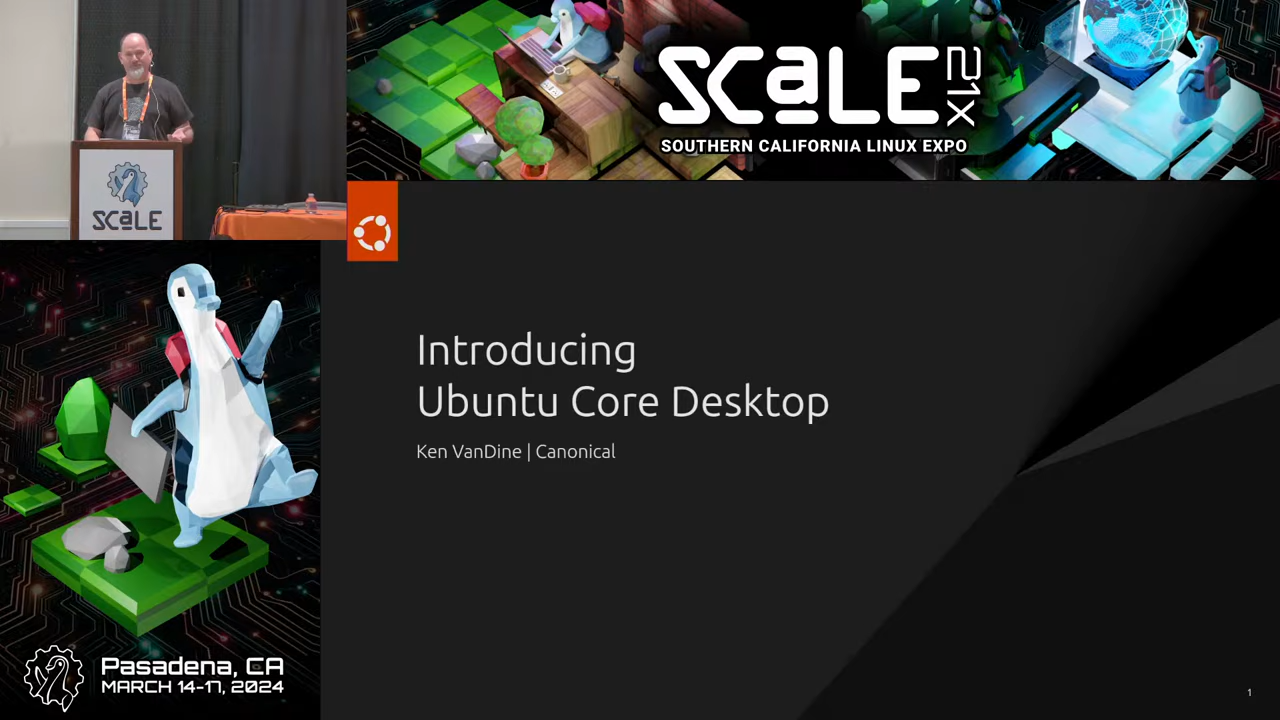 SCALE
21X
SOUTHERN CALIFORNIA LINUX EXPO
SCALE
Introducing
Ubuntu Core Desktop
Ken VanDine | Canonical
Pasadena, CA
MARCH 14-17, 2024
1